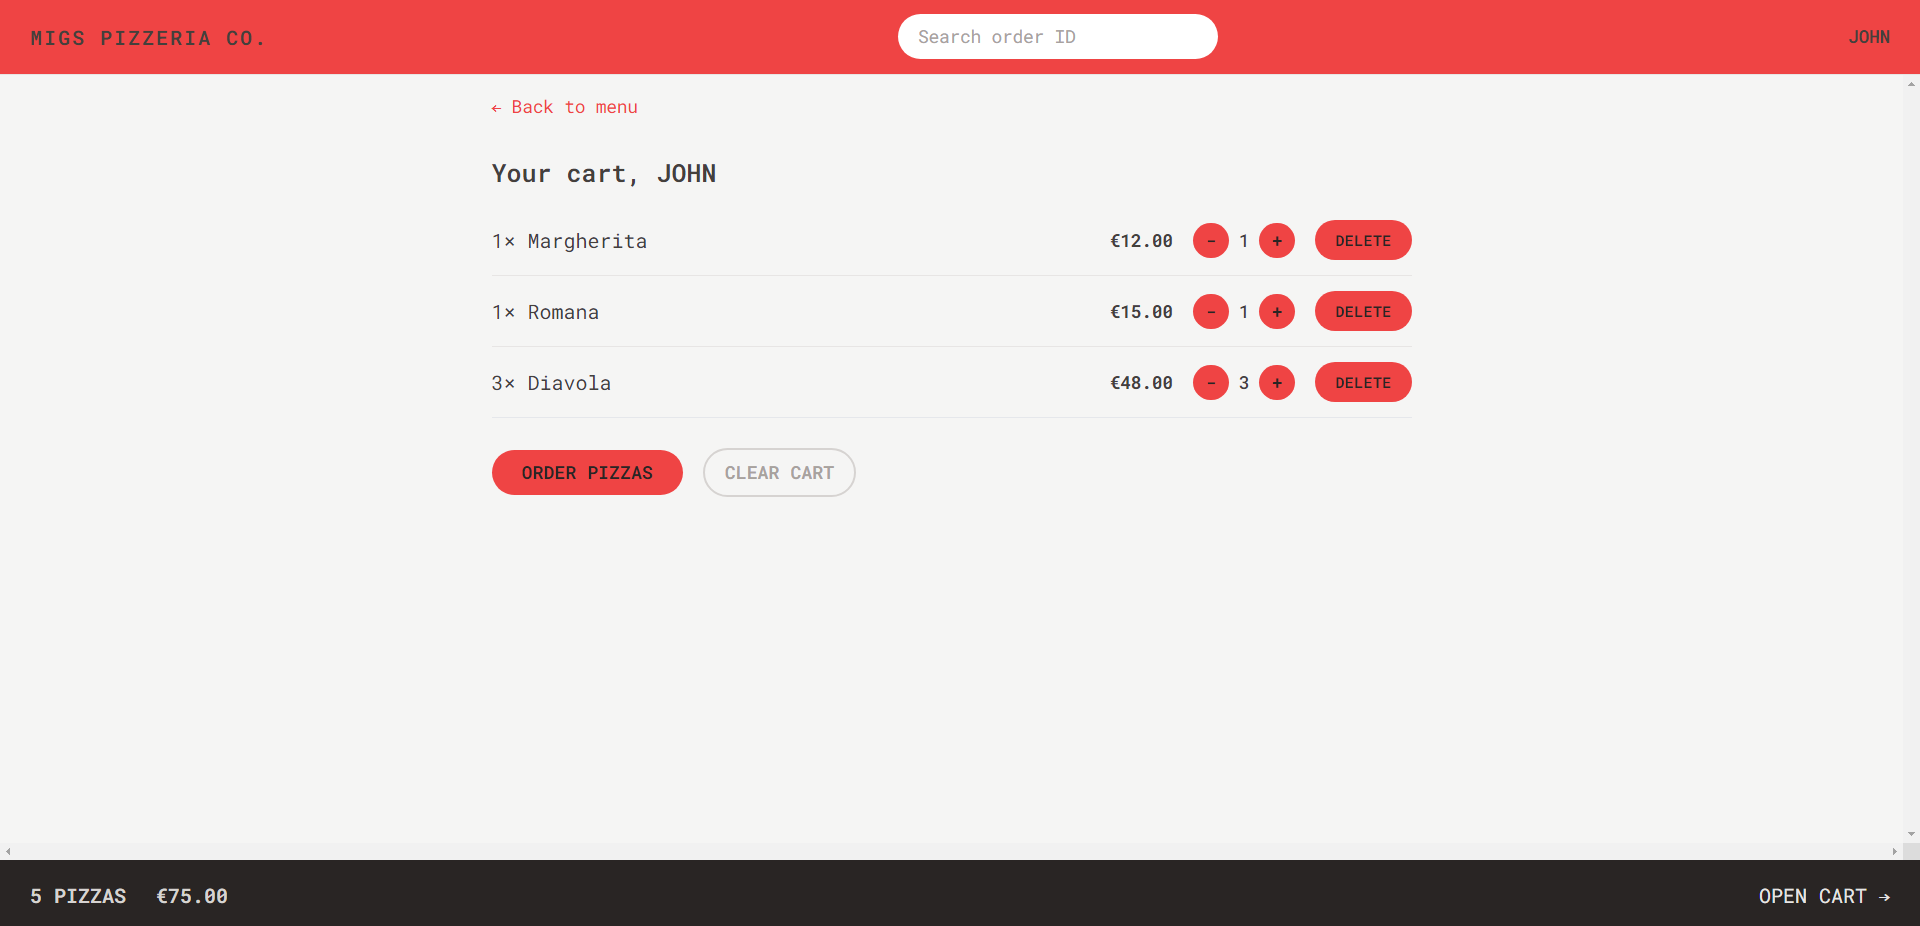 MIGS PIZZERIA CO. Search order ID JOHN
← Back to menu
Your cart, JOHN
1× Margherita €12.00 - 1 + DELETE
1× Romana €15.00 - 1 + DELETE
3× Diavola €48.00 - 3 + DELETE
ORDER PIZZAS CLEAR CART
5 PIZZAS €75.00 OPEN CART →